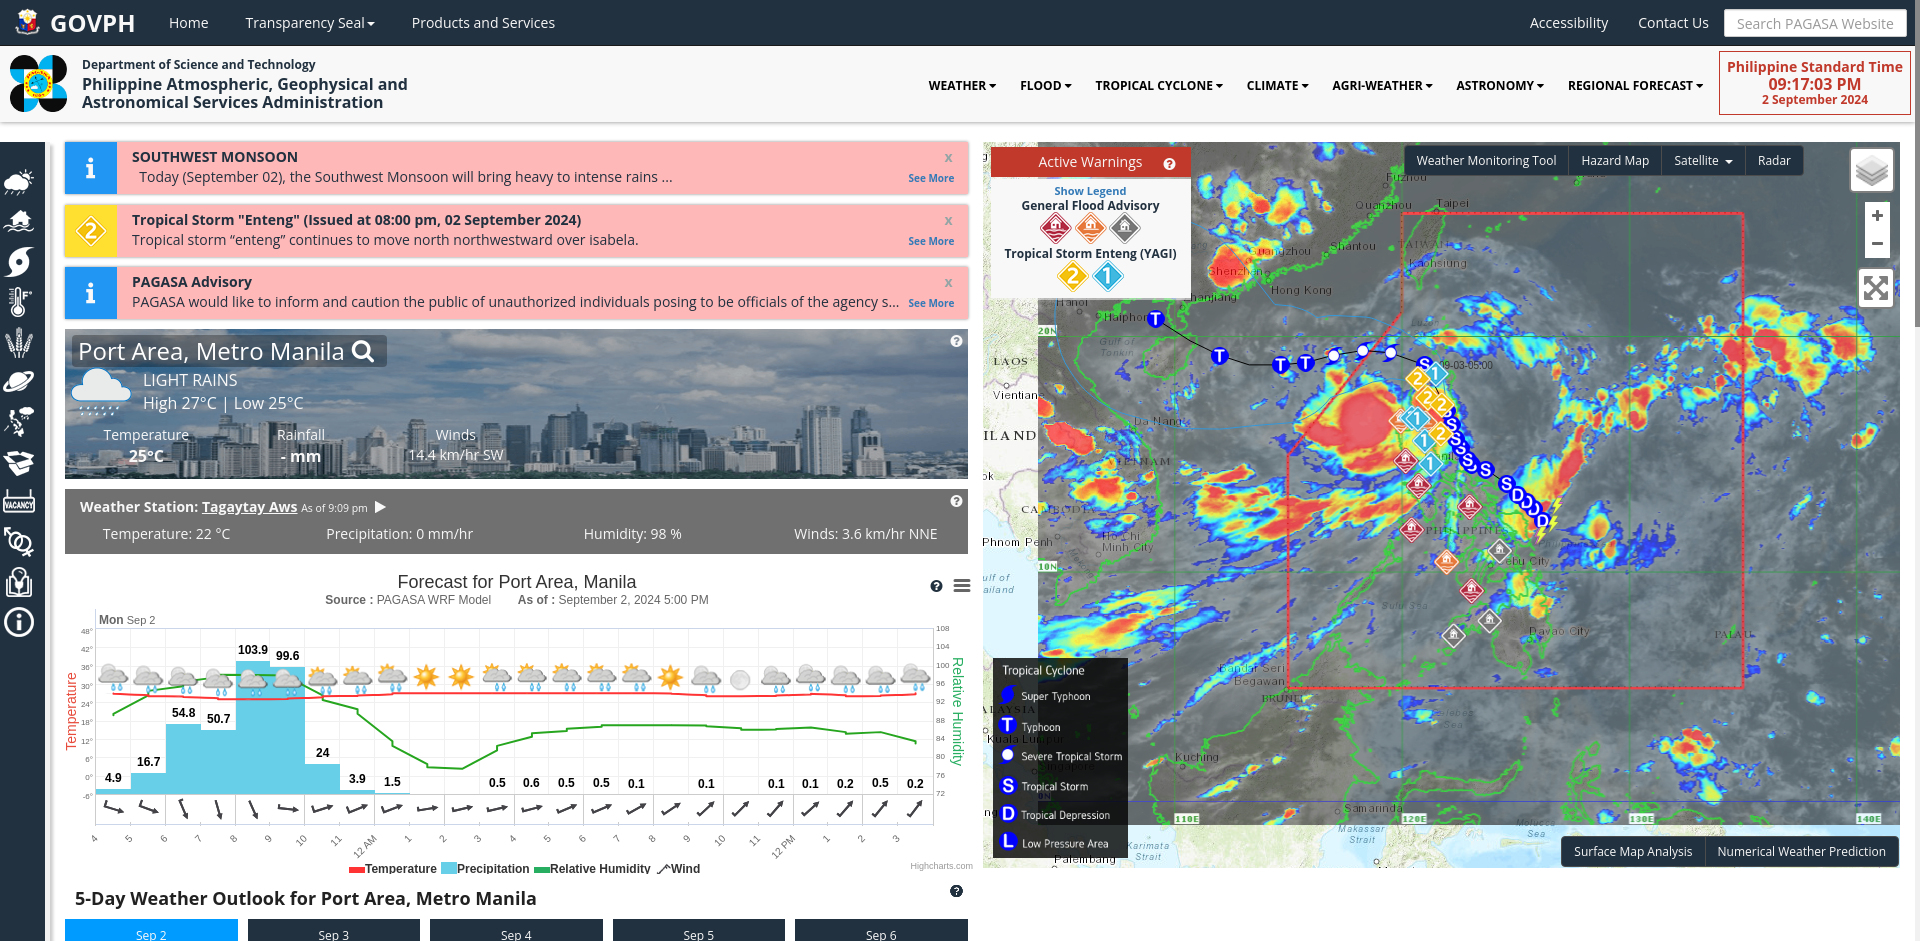 GOVPH
Home
Transparency Seal
Products and Services
Accessibility
Contact Us
Search PAGASA Website
Department of Science and Technology
Philippine Atmospheric, Geophysical and
Astronomical Services Administration
WEATHER
FLOOD
TROPICAL CYCLONE
CLIMATE
AGRI-WEATHER
ASTRONOMY
REGIONAL FORECAST
Philippine Standard Time
09:17:03 PM
2 September 2024
SOUTHWEST MONSOON
x
Today (September 02), the Southwest Monsoon will bring heavy to intense rains ...
See More
2
Tropical Storm "Enteng" (Issued at 08:00 pm, 02 September 2024)
x
Tropical storm “enteng” continues to move north northwestward over isabela.
See More
PAGASA Advisory
x
PAGASA would like to inform and caution the public of unauthorized individuals posing to be officials of the agency s...
See More
Port Area, Metro Manila
LIGHT RAINS
High 27°C | Low 25°C
Temperature
Rainfall
Winds
25°C
- mm
14.4 km/hr SW
Weather Station: Tagaytay Aws As of 9:09 pm
Temperature: 22 °C
Precipitation: 0 mm/hr
Humidity: 98 %
Winds: 3.6 km/hr NNE
Forecast for Port Area, Manila
Source : PAGASA WRF Model As of : September 2, 2024 5:00 PM
Mon Sep 2
Temperature
48°
42°
36°
30°
24°
18°
12°
6°
0°
-6°
4.9
16.7
54.8
50.7
103.9
99.6
24
3.9
1.5
0.5
0.6
0.5
0.5
0.1
0.1
0.1
0.1
0.2
0.5
0.2
108
104
100
96
92
88
84
80
76
72
Relative Humidity
4
5
6
7
8
9
10
11
12 AM
1
2
3
4
5
6
7
8
9
10
11
12 PM
1
2
3
Temperature
Precipitation
Relative Humidity
Wind
Highcharts.com
5-Day Weather Outlook for Port Area, Metro Manila
Sep 2
Sep 3
Sep 4
Sep 5
Sep 6
VACANCY
Active Warnings
Show Legend
General Flood Advisory
Tropical Storm Enteng (YAGI)
2
1
Weather Monitoring Tool
Hazard Map
Satellite
Radar
+
−
Fuzhou
Quanzhou
Taipei
Guangzhou
Shantou
TAIWAN
Kaohsiung
Shenzhen
Hong Kong
Zhanjiang
Hanoi
Haiphong
Gulf of
Tonkin
20N
LAOS
Vientiane
Da Nang
VIETNAM
CAMBODIA
Phnom Penh
Ho Chi
Minh City
10N
PHILIPPINES
Cebu City
Sulu Sea
Davao City
PALAU
Bandar Seri
Begawan
BRUNEI
Celebes
Sea
Kuala Lumpur
Kuching
Samarinda
110E
120E
130E
140E
Makassar
Strait
Molucca
Sea
Karimata
Strait
Palembang
09-03-05:00
Tropical Cyclone
Super Typhoon
T Typhoon
Severe Tropical Storm
S Tropical Storm
D Tropical Depression
L Low Pressure Area
Surface Map Analysis
Numerical Weather Prediction